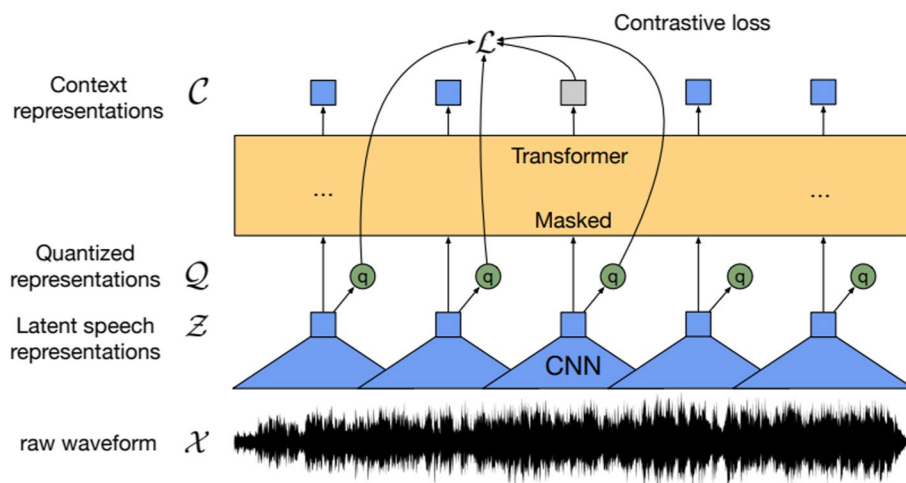 Contrastive loss
ℒ
Context
representations
𝒞
Transformer
...
...
Masked
Quantized
representations
𝒬
q
q
q
q
q
Latent speech
representations
𝒵
CNN
raw waveform
𝒳